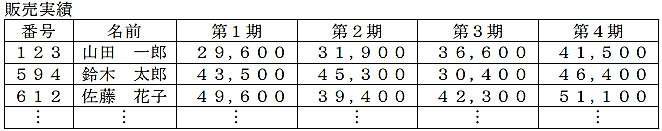 販売実績
番号 名前 第１期 第２期 第３期 第４期
１２３ 山田　一郎 ２９,６００ ３１,９００ ３６,６００ ４１,５００
５９４ 鈴木　太郎 ４３,５００ ４５,３００ ３０,４００ ４６,４００
６１２ 佐藤　花子 ４９,６００ ３９,４００ ４２,３００ ５１,１００
： ： ： ： ： ：